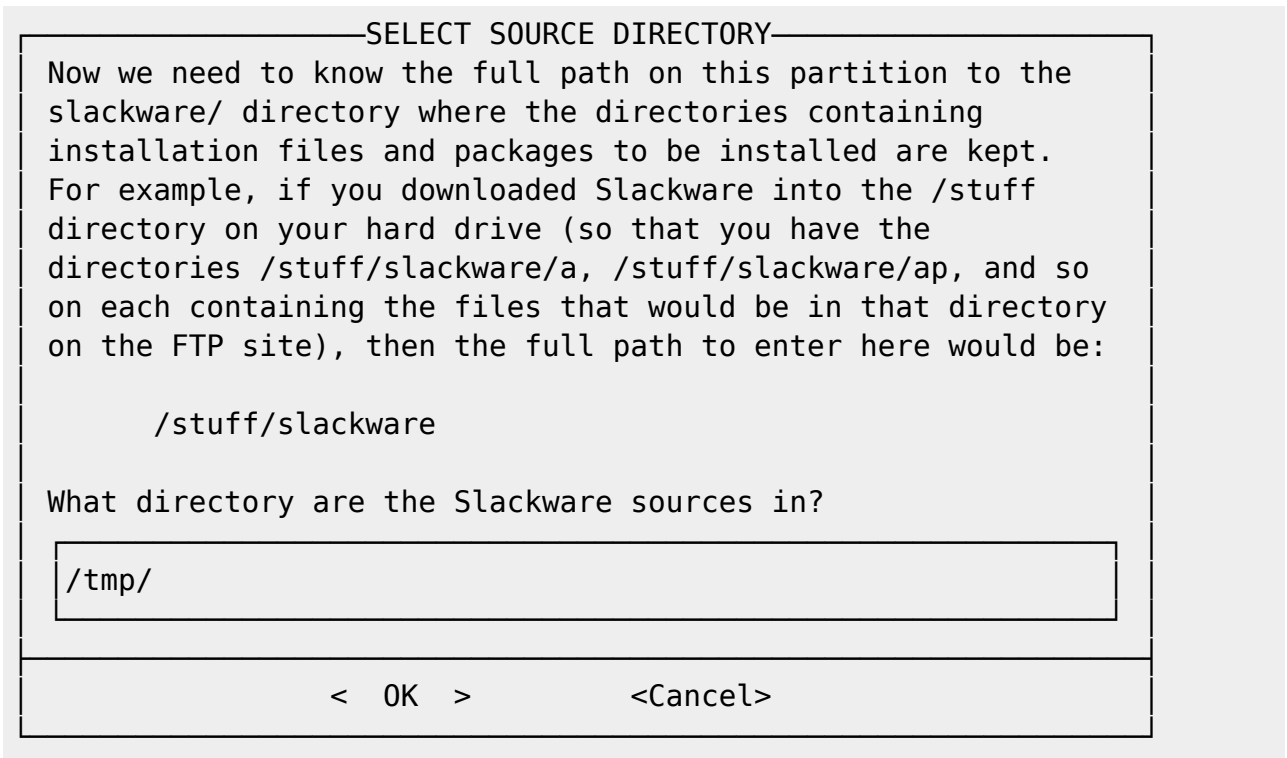 SELECT SOURCE DIRECTORY
Now we need to know the full path on this partition to the
slackware/ directory where the directories containing
installation files and packages to be installed are kept.
For example, if you downloaded Slackware into the /stuff
directory on your hard drive (so that you have the
directories /stuff/slackware/a, /stuff/slackware/ap, and so
on each containing the files that would be in that directory
on the FTP site), then the full path to enter here would be:
/stuff/slackware
What directory are the Slackware sources in?
/tmp/
<  OK  > <Cancel>